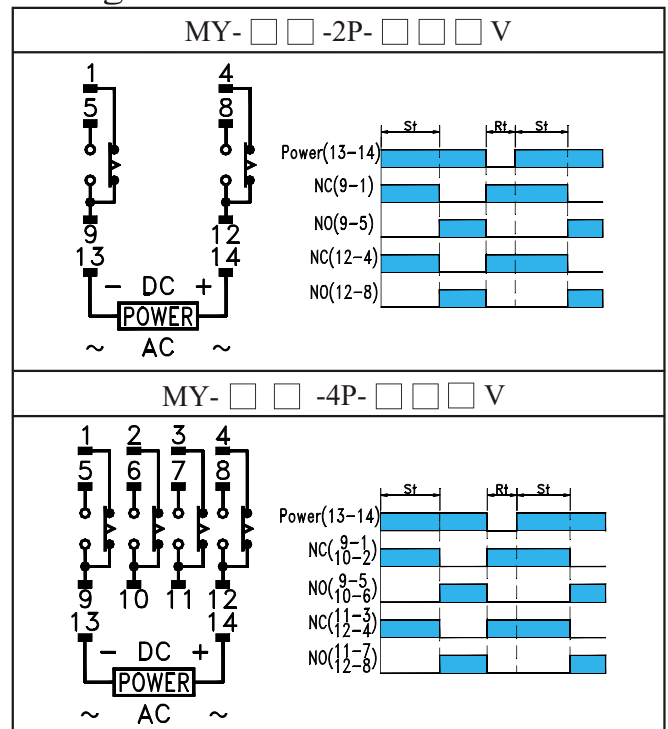 MY- □ □ -2P- □ □ □ V
1 4
5 8
9 12
13 14
- DC +
POWER
~ AC ~
St Rt St
Power(13-14)
NC(9-1)
NO(9-5)
NC(12-4)
NO(12-8)
MY- □ □ -4P- □ □ □ V
1 2 3 4
5 6 7 8
9 10 11 12
13 14
- DC +
POWER
~ AC ~
St Rt St
Power(13-14)
NC(9-1 10-2)
NO(9-5 10-6)
NC(11-3 12-4)
NO(11-7 12-8)